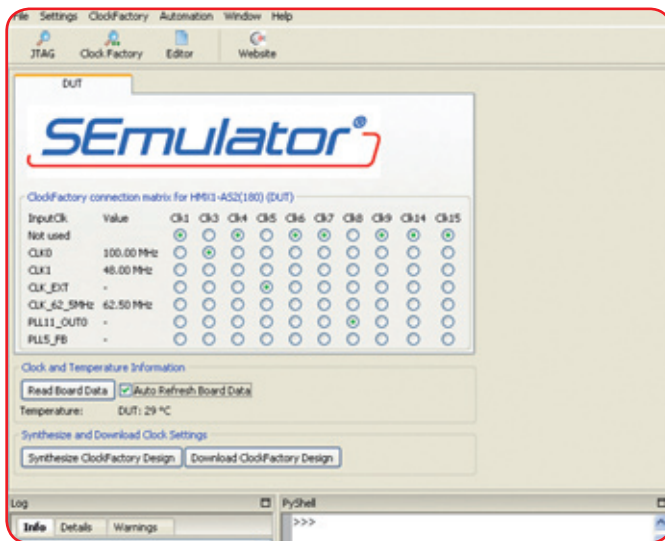 File Settings ClockFactory Automation Window Help
JTAG Clock Factory Editor Website
DUT
SEmulator®
ClockFactory connection matrix for HMX1-AS2(180) (DUT)
InputClk Value Clk1 Clk3 Clk4 Clk5 Clk6 Clk7 Clk8 Clk9 Clk14 Clk15
Not used
CLK0 100.00 MHz
CLK1 48.00 MHz
CLK_EXT -
CLK_62_5MHz 62.50 MHz
PLL11_OUT0 -
PLL5_FB -
Clock and Temperature Information
Read Board Data Auto Refresh Board Data
Temperature: DUT: 29 °C
Synthesize and Download Clock Settings
Synthesize ClockFactory Design Download ClockFactory Design
Log PyShell
Info Details Warnings >>>